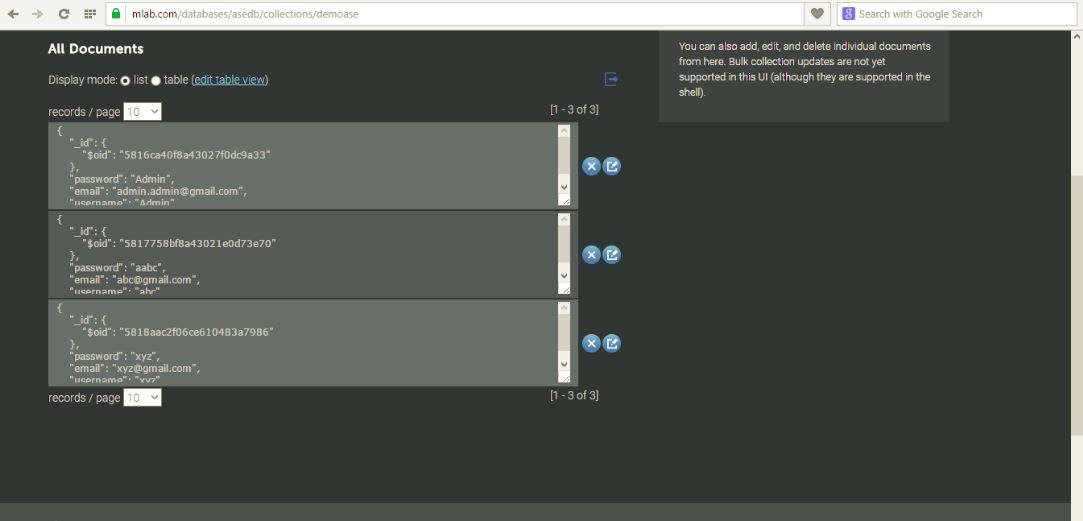 mlab.com/databases/asedb/collections/demoase
Search with Google Search
All Documents
Display mode: list table (edit table view)
records / page 10
[1 - 3 of 3]
{
"_id": {
"$oid": "5816ca40f8a43027f0dc9a33"
},
"password": "Admin",
"email": "admin.admin@gmail.com",
"username": "Admin"
{
"_id": {
"$oid": "5817758bf8a43021e0d73e70"
},
"password": "aabc",
"email": "abc@gmail.com",
"username": "abc"
{
"_id": {
"$oid": "5818aac2f06ce610483a7986"
},
"password": "xyz",
"email": "xyz@gmail.com",
"username": "xyz"
records / page 10
[1 - 3 of 3]
You can also add, edit, and delete individual documents
from here. Bulk collection updates are not yet
supported in this UI (although they are supported in the
shell).